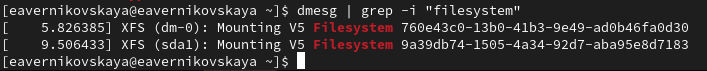 [eavernikovskaya@eavernikovskaya ~]$ dmesg | grep -i "filesystem"
[    5.826385] XFS (dm-0): Mounting V5 Filesystem 760e43c0-13b0-41b3-9e49-ad0b46fa0d30
[    9.506433] XFS (sda1): Mounting V5 Filesystem 9a39db74-1505-4a34-92d7-aba95e8d7183
[eavernikovskaya@eavernikovskaya ~]$